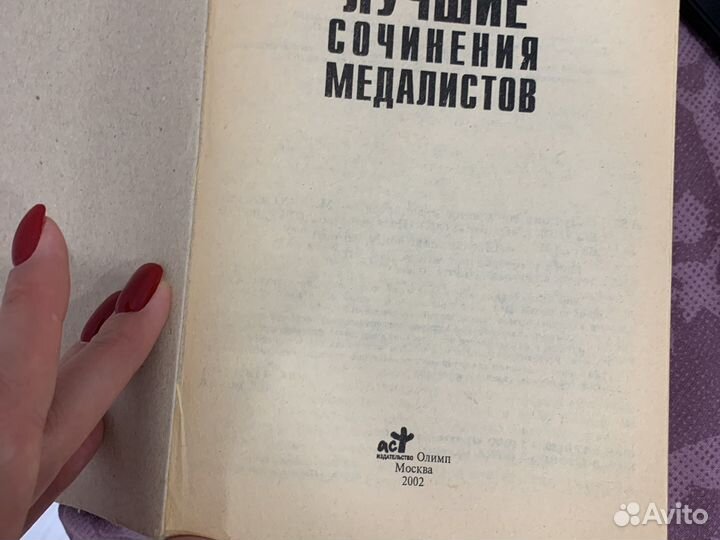 ЛУЧШИЕ
СОЧИНЕНИЯ
МЕДАЛИСТОВ
аст
ИЗДАТЕЛЬСТВО Олимп
Москва
2002
Avito